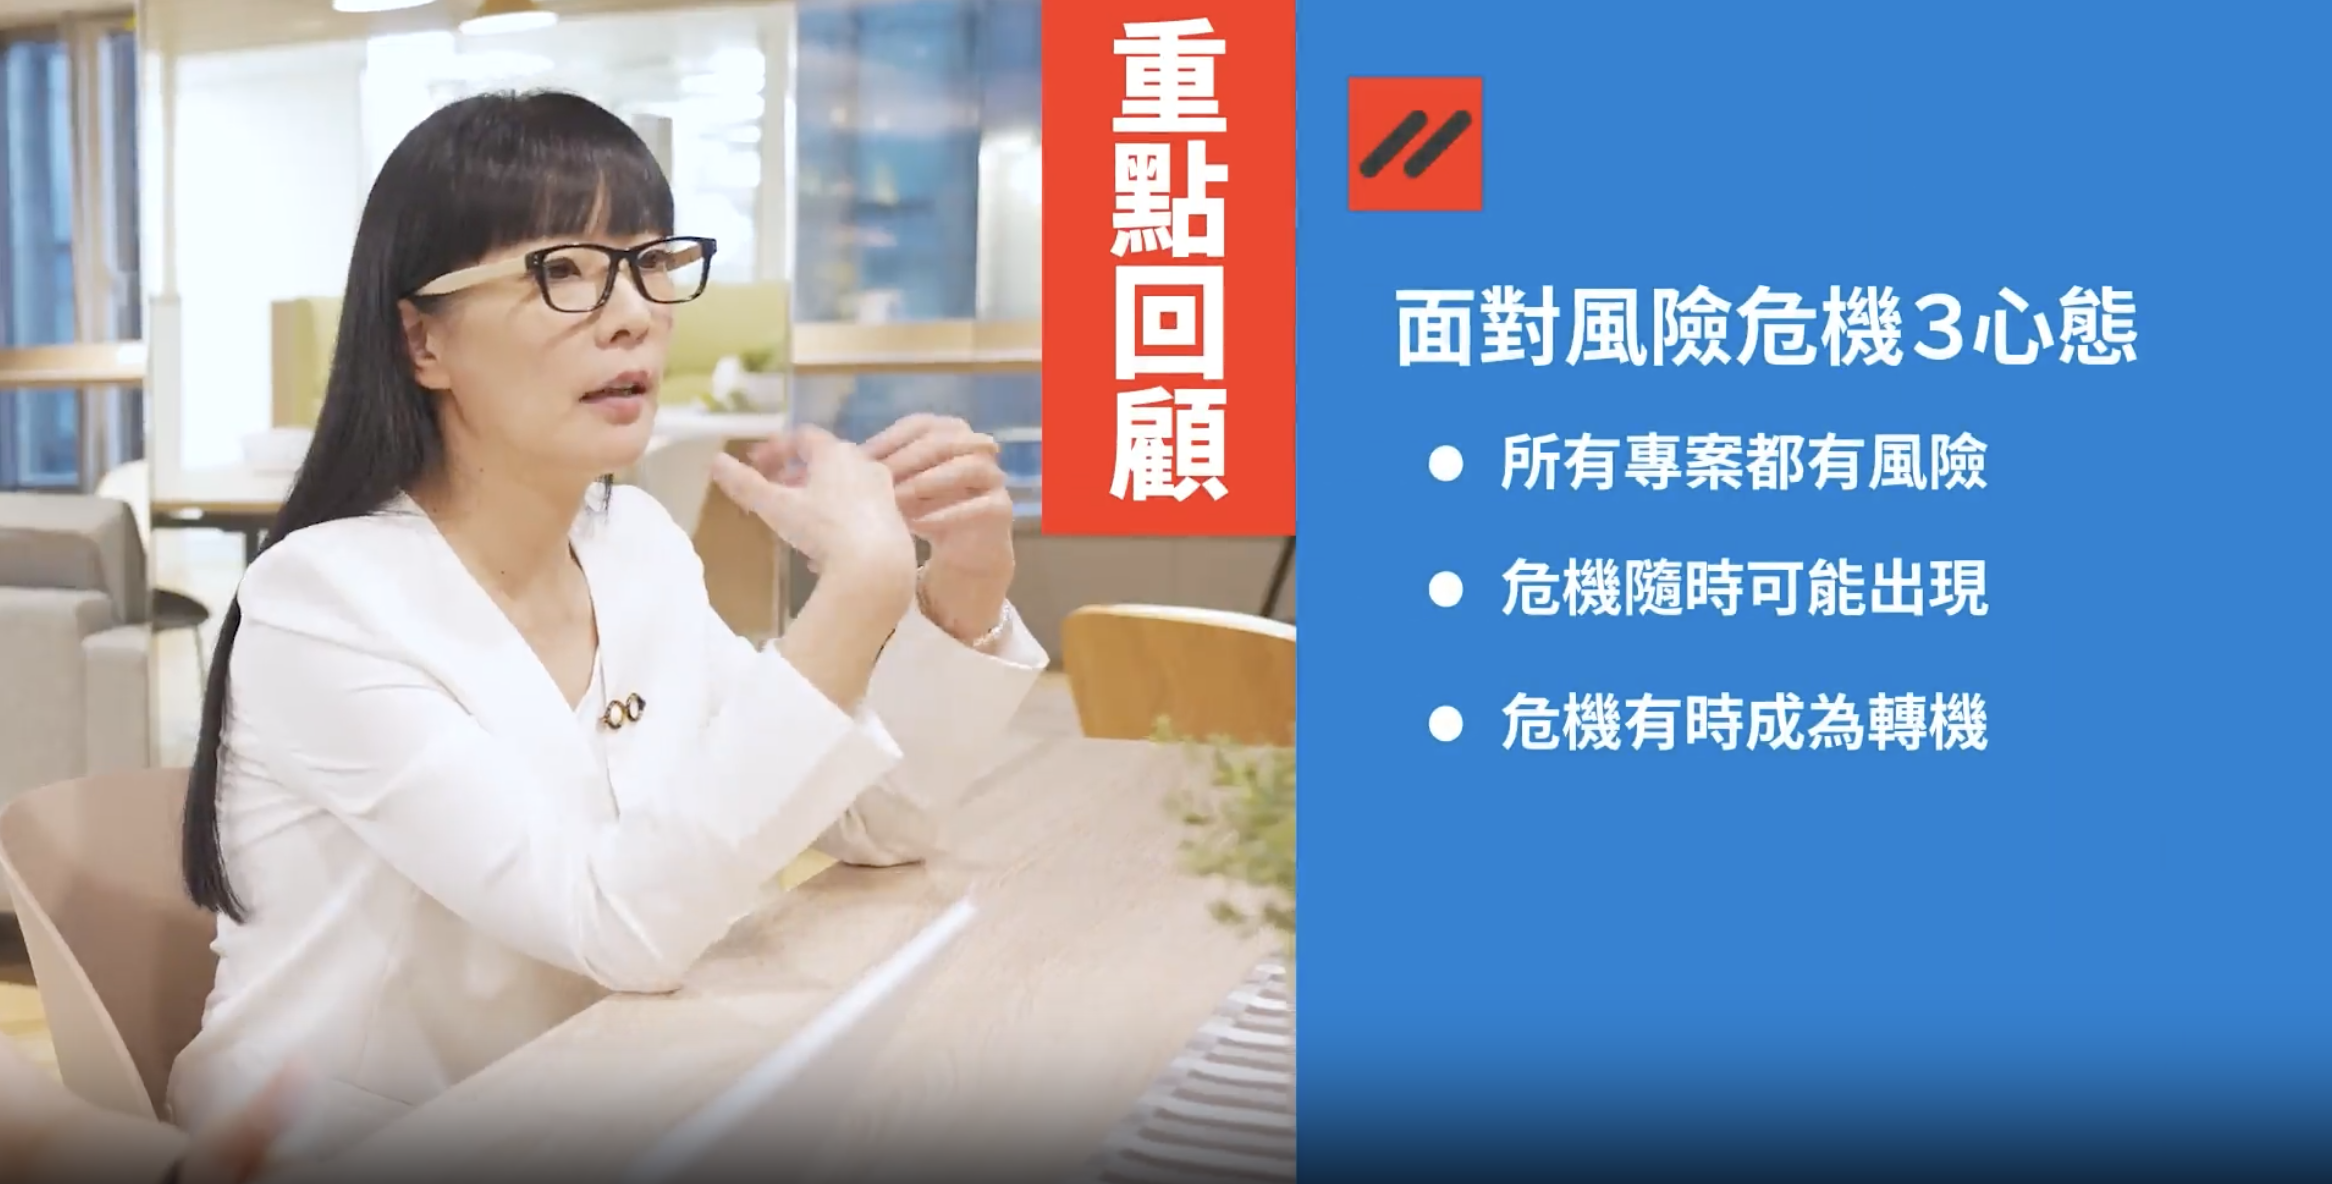 重點回顧
面對風險危機3心態
● 所有專案都有風險
● 危機隨時可能出現
● 危機有時成為轉機